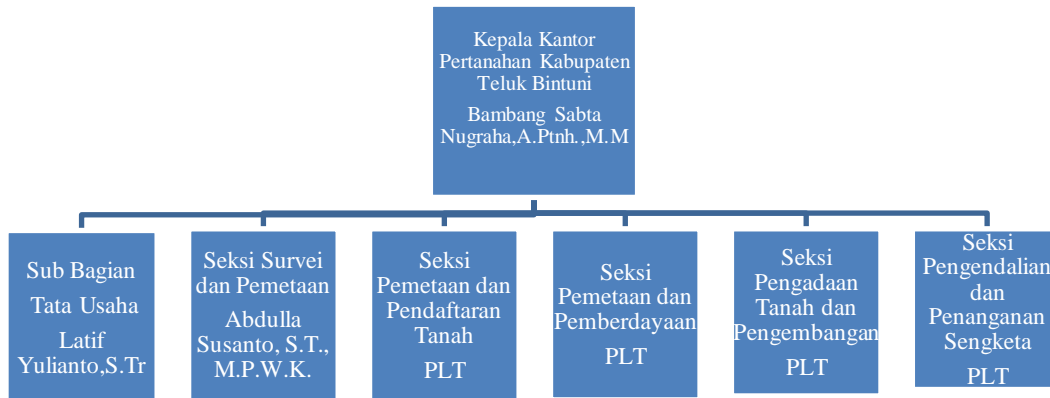 Kepala Kantor
Pertanahan Kabupaten
Teluk Bintuni
Bambang Sabta
Nugraha,A.Ptnh.,M.M
Sub Bagian
Tata Usaha
Latif
Yulianto,S.Tr
Seksi Survei
dan Pemetaan
Abdulla
Susanto, S.T.,
M.P.W.K.
Seksi
Pemetaan dan
Pendaftaran
Tanah
PLT
Seksi
Pemetaan dan
Pemberdayaan
PLT
Seksi
Pengadaan
Tanah dan
Pengembangan
PLT
Seksi
Pengendalian
dan
Penanganan
Sengketa
PLT